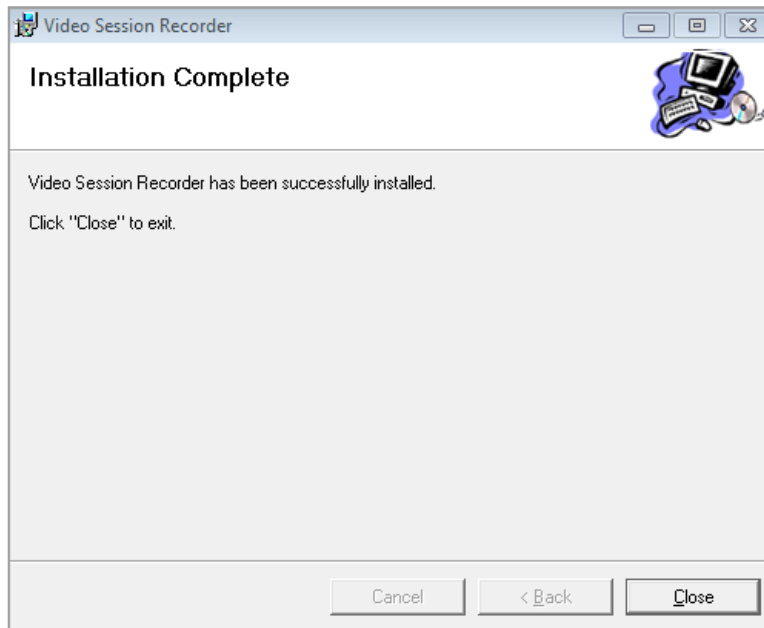 Video Session Recorder
Installation Complete
Video Session Recorder has been successfully installed.
Click "Close" to exit.
Cancel
< Back
Close